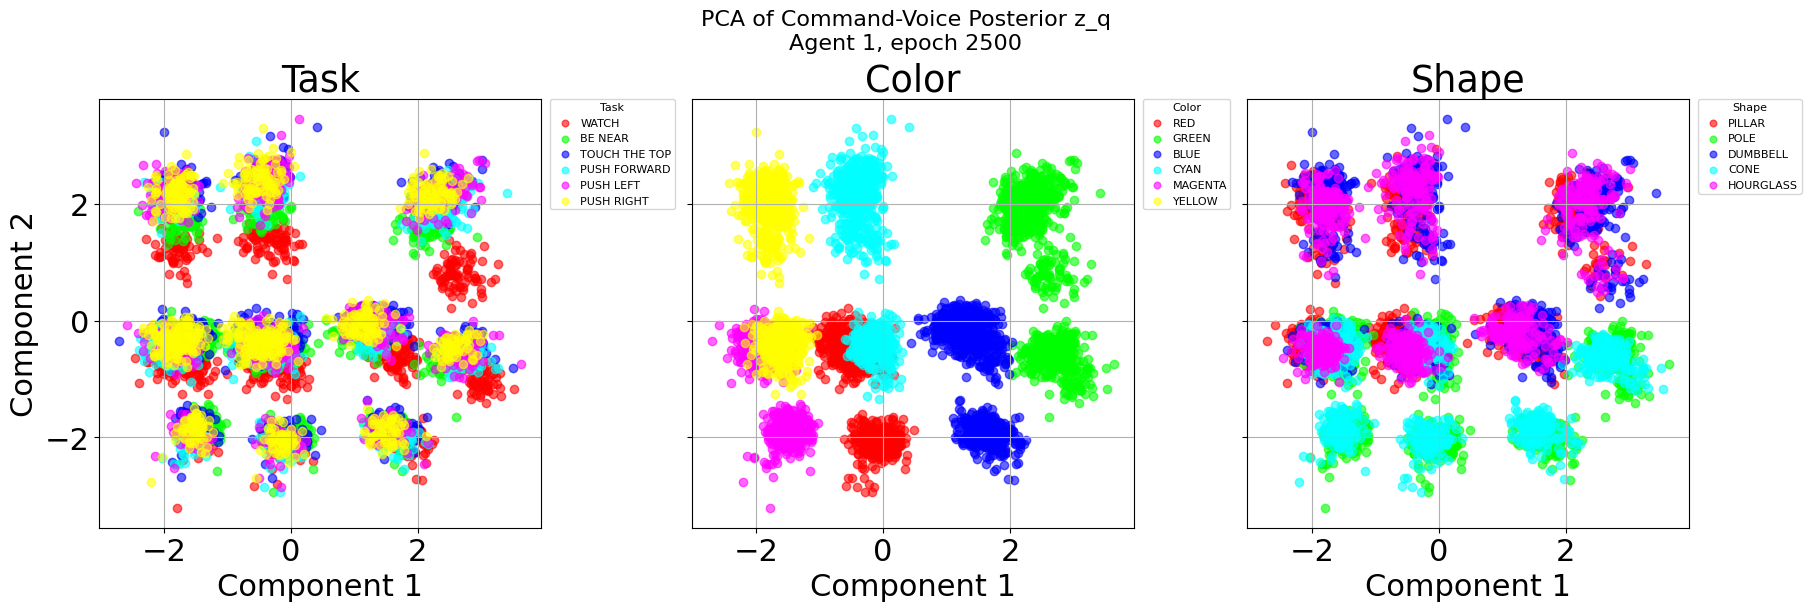 PCA of Command-Voice Posterior z_q
Agent 1, epoch 2500
Task
Component 2
2
0
−2
−2 0 2
Component 1
Task
WATCH
BE NEAR
TOUCH THE TOP
PUSH FORWARD
PUSH LEFT
PUSH RIGHT
Color
−2 0 2
Component 1
Color
RED
GREEN
BLUE
CYAN
MAGENTA
YELLOW
Shape
−2 0 2
Component 1
Shape
PILLAR
POLE
DUMBBELL
CONE
HOURGLASS